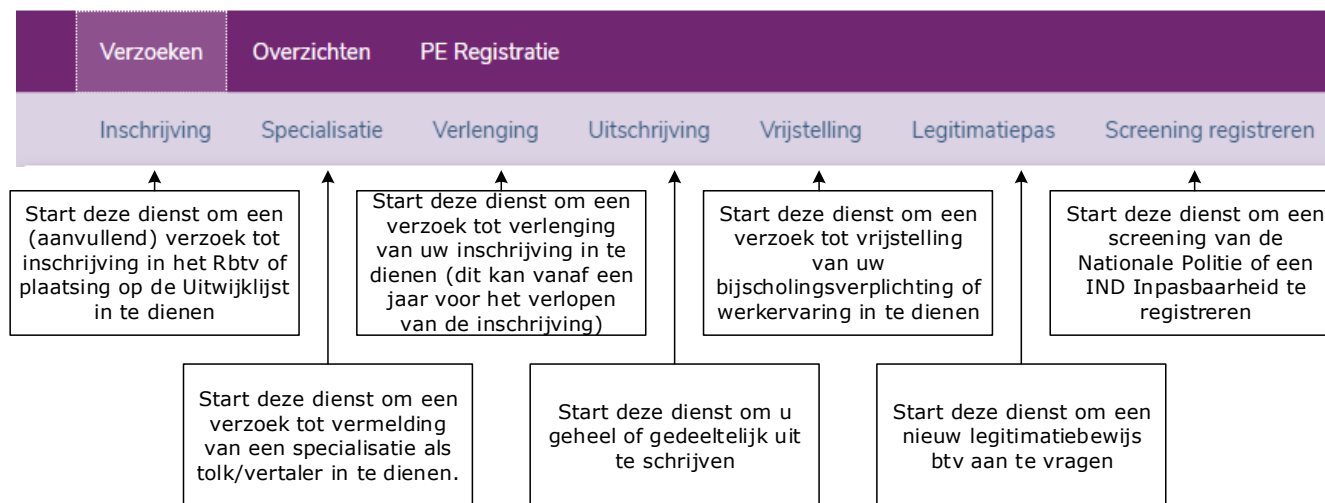 Verzoeken Overzichten PE Registratie
Inschrijving Specialisatie Verlenging Uitschrijving Vrijstelling Legitimatiepas Screening registreren
Start deze dienst om een
(aanvullend) verzoek tot
inschrijving in het Rbtv of
plaatsing op de Uitwijklijst
in te dienen
Start deze dienst om een
verzoek tot verlenging
van uw inschrijving in te
dienen (dit kan vanaf een
jaar voor het verlopen
van de inschrijving)
Start deze dienst om een
verzoek tot vrijstelling
van uw
bijscholingsverplichting of
werkervaring in te dienen
Start deze dienst om een
screening van de
Nationale Politie of een
IND Inpasbaarheid te
registreren
Start deze dienst om een
verzoek tot vermelding
van een specialisatie als
tolk/vertaler in te dienen.
Start deze dienst om u
geheel of gedeeltelijk uit
te schrijven
Start deze dienst om een
nieuw legitimatiebewijs
btv aan te vragen